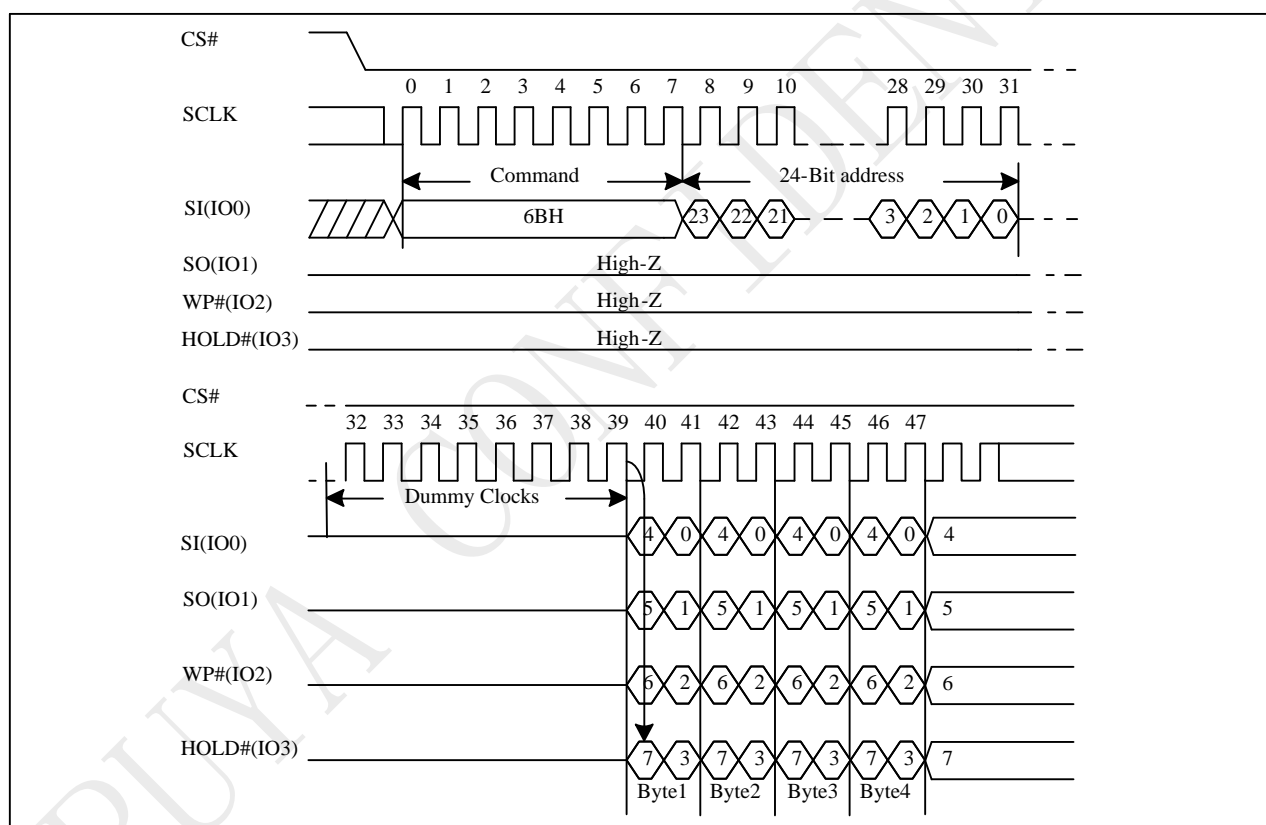 CS#
0 1 2 3 4 5 6 7 8 9 10 28 29 30 31
SCLK
Command 24-Bit address
SI(IO0) 6BH 23 22 21 3 2 1 0
SO(IO1) High-Z
WP#(IO2) High-Z
HOLD#(IO3) High-Z
CS#
32 33 34 35 36 37 38 39 40 41 42 43 44 45 46 47
SCLK
Dummy Clocks
SI(IO0) 4 0 4 0 4 0 4 0 4
SO(IO1) 5 1 5 1 5 1 5 1 5
WP#(IO2) 6 2 6 2 6 2 6 2 6
HOLD#(IO3) 7 3 7 3 7 3 7 3 7
Byte1 Byte2 Byte3 Byte4
PUYA CONFIDEN